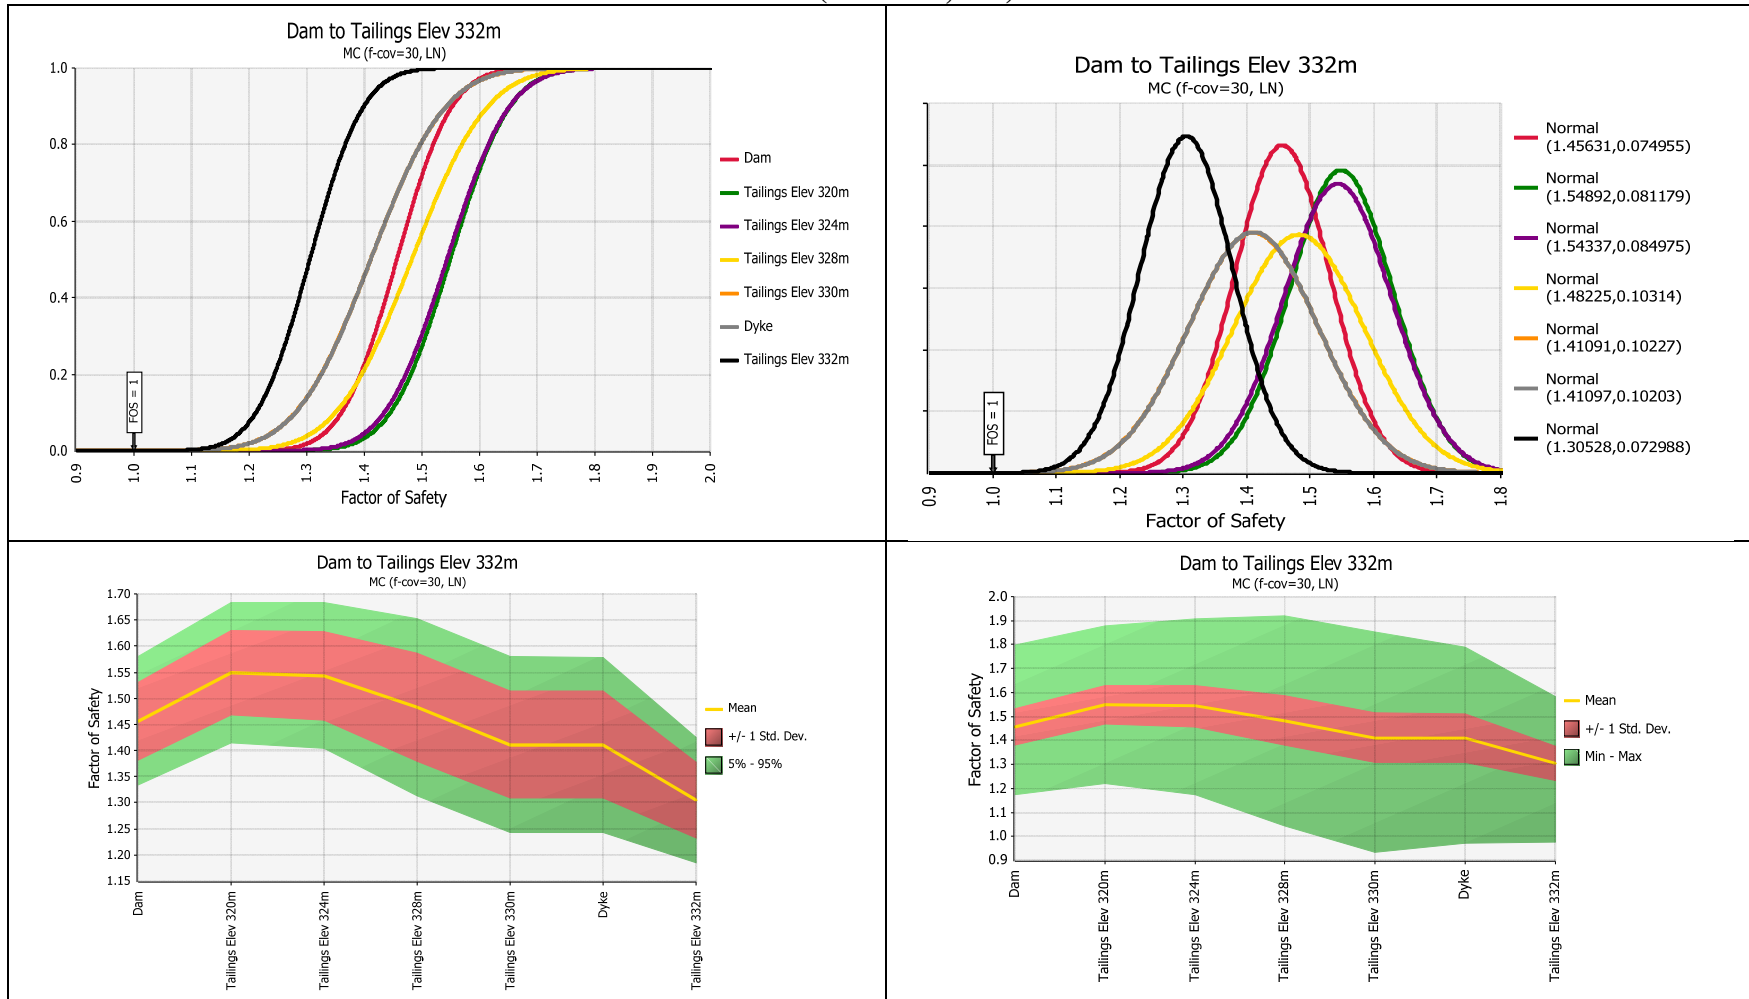 Dam to Tailings Elev 332m
MC (f-cov=30, LN)
1.0
0.8
0.6
0.4
0.2
0.0
FOS = 1
0.9
1.0
1.1
1.2
1.3
1.4
1.5
1.6
1.7
1.8
1.9
2.0
Factor of Safety
Dam
Tailings Elev 320m
Tailings Elev 324m
Tailings Elev 328m
Tailings Elev 330m
Dyke
Tailings Elev 332m
Dam to Tailings Elev 332m
MC (f-cov=30, LN)
FOS = 1
0.9
1.0
1.1
1.2
1.3
1.4
1.5
1.6
1.7
1.8
Factor of Safety
Normal
(1.45631,0.074955)
Normal
(1.54892,0.081179)
Normal
(1.54337,0.084975)
Normal
(1.48225,0.10314)
Normal
(1.41091,0.10227)
Normal
(1.41097,0.10203)
Normal
(1.30528,0.072988)
Dam to Tailings Elev 332m
MC (f-cov=30, LN)
Factor of Safety
1.70
1.65
1.60
1.55
1.50
1.45
1.40
1.35
1.30
1.25
1.20
1.15
Dam
Tailings Elev 320m
Tailings Elev 324m
Tailings Elev 328m
Tailings Elev 330m
Dyke
Tailings Elev 332m
Mean
+/- 1 Std. Dev.
5% - 95%
Dam to Tailings Elev 332m
MC (f-cov=30, LN)
Factor of Safety
2.0
1.9
1.8
1.7
1.6
1.5
1.4
1.3
1.2
1.1
1.0
0.9
Dam
Tailings Elev 320m
Tailings Elev 324m
Tailings Elev 328m
Tailings Elev 330m
Dyke
Tailings Elev 332m
Mean
+/- 1 Std. Dev.
Min - Max